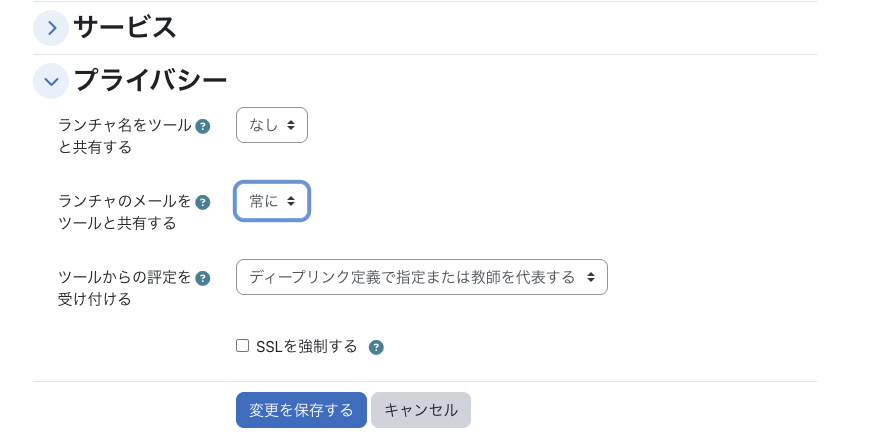 サービス
プライバシー
ランチャ名をツール
と共有する
なし
ランチャのメールを
ツールと共有する
常に
ツールからの評定を
受け付ける
ディープリンク定義で指定または教師を代表する
SSLを強制する
変更を保存する キャンセル